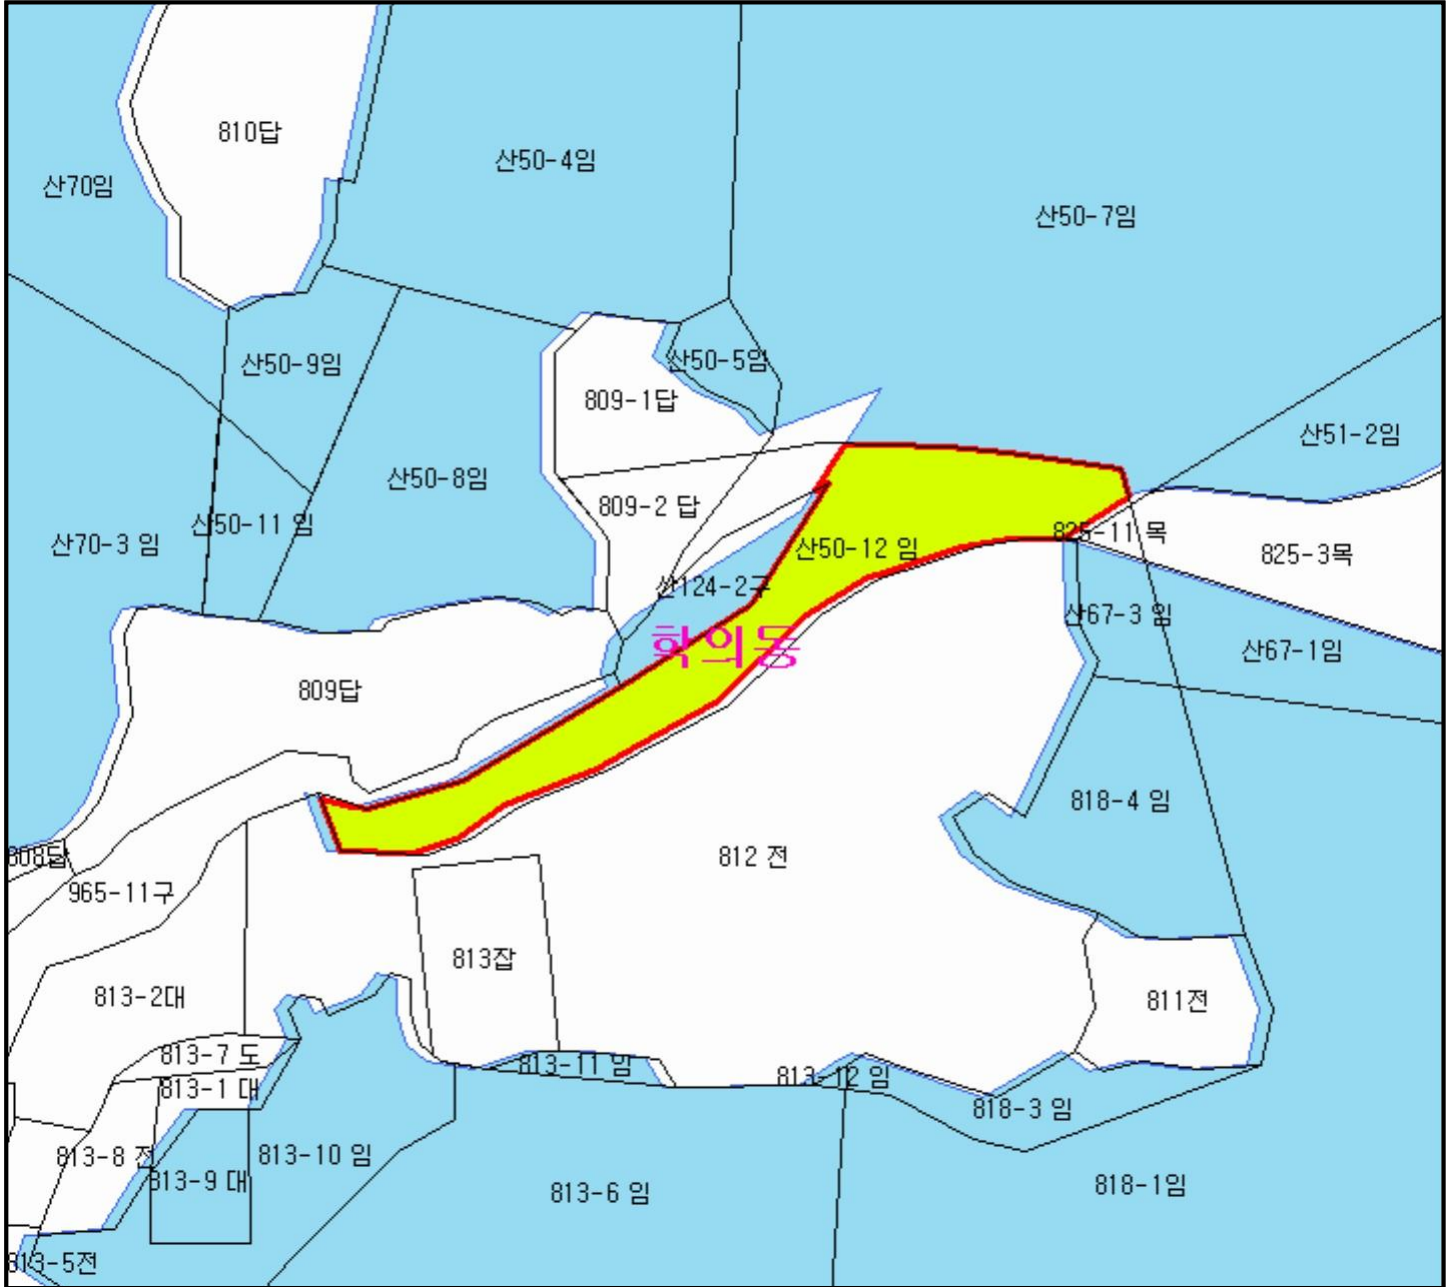 810답
산50-4임
산70임
산50-7임
산50-9임
산50-5임
809-1답
산51-2임
산50-8임
809-2 답
산50-11 임
825-11 목
산70-3 임
산50-12 임
825-3목
산124-2구
산67-3 임
학의동
산67-1임
809답
818-4 임
808답
812 전
965-11구
813잡
813-2대
811전
813-7 도
813-11 임
813-12 임
813-1 대
818-3 임
813-8 전
813-10 임
813-9 대
813-6 임
818-1임
813-5전